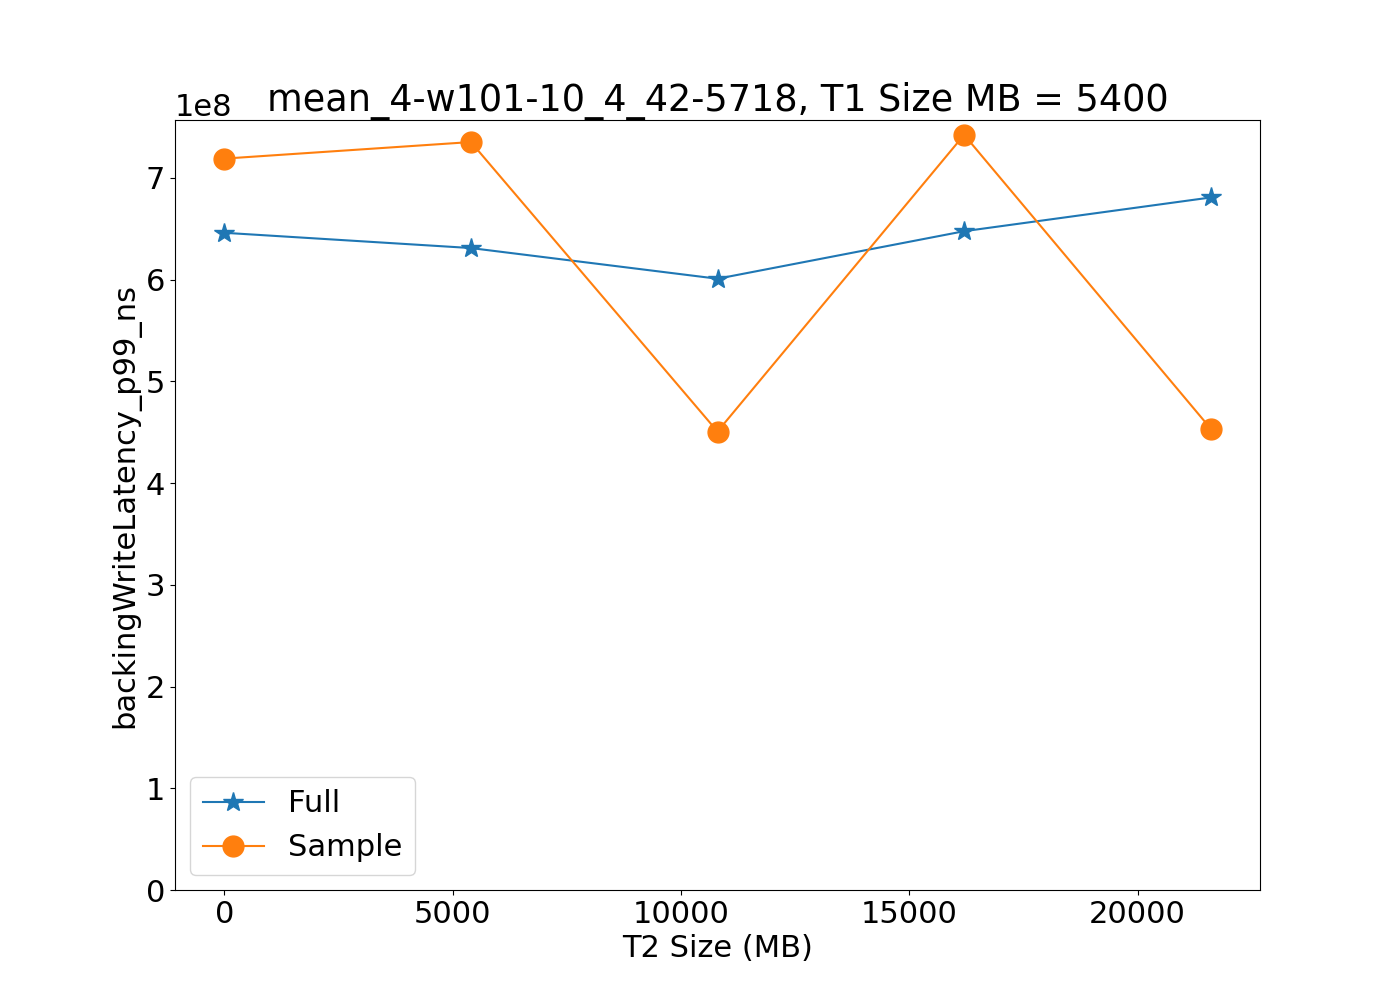 1e8
mean_4-w101-10_4_42-5718, T1 Size MB = 5400
7
6
5
4
3
2
1
0
backingWriteLatency_p99_ns
Full
Sample
0 5000 10000 15000 20000
T2 Size (MB)